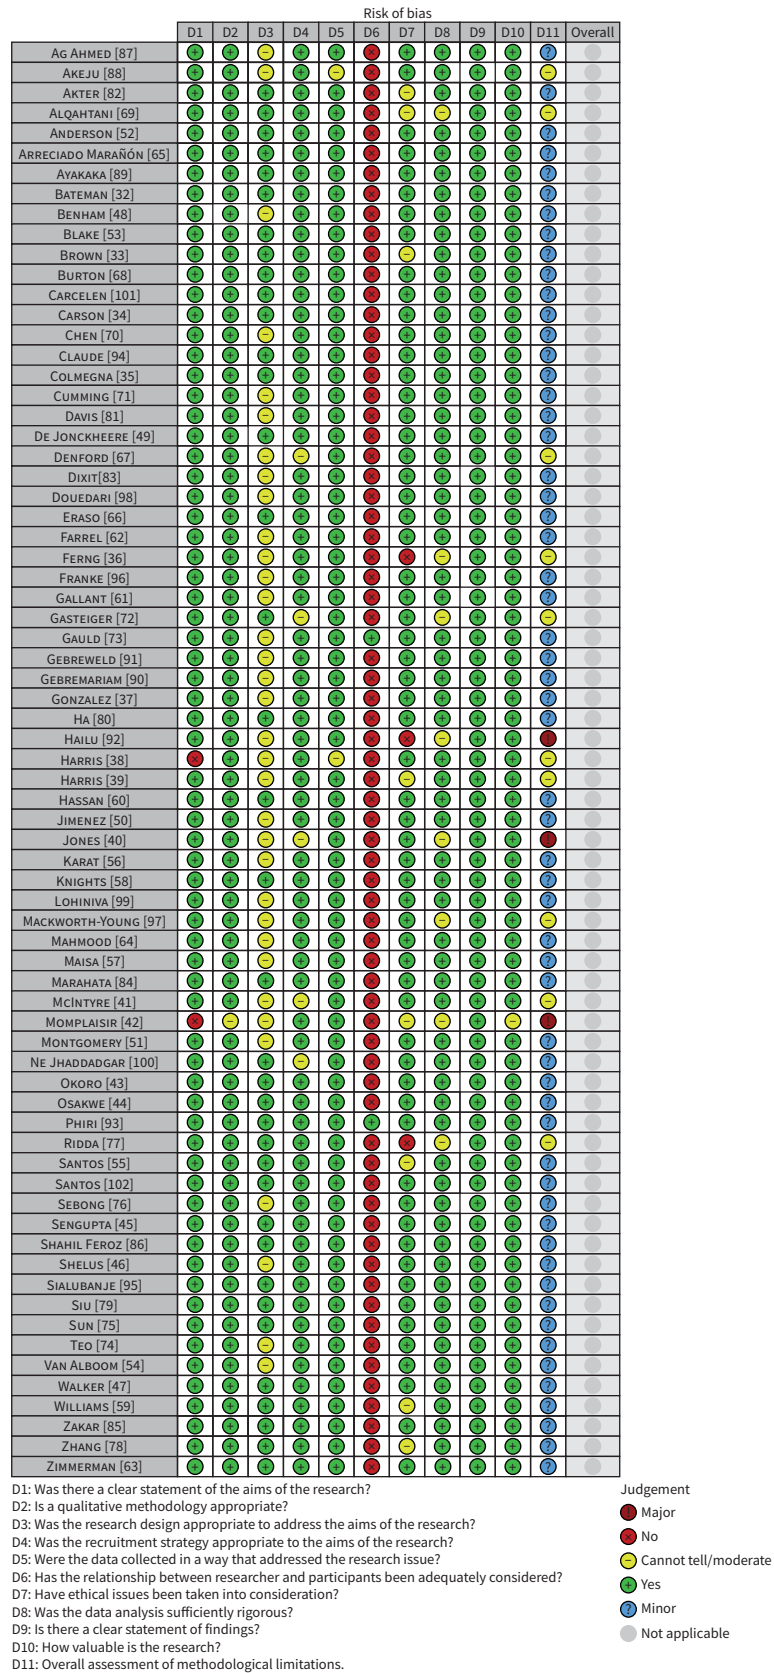 Risk of bias
D1 D2 D3 D4 D5 D6 D7 D8 D9 D10 D11 Overall
Ag Ahmed [87] + + – + + × + + + + ?
Akeju [88] + + – + – × + + + + –
Akter [82] + + + + + × – + + + ?
Alqahtani [69] + + + + + × – – + + –
Anderson [52] + + + + + × + + + + ?
Arreciado Marañón [65] + + + + + × + + + + ?
Ayakaka [89] + + + + + × + + + + ?
Bateman [32] + + + + + × + + + + ?
Benham [48] + + – + + × + + + + ?
Blake [53] + + + + + × + + + + ?
Brown [33] + + + + + × – + + + ?
Burton [68] + + + + + × + + + + ?
Carcelen [101] + + + + + × + + + + ?
Carson [34] + + + + + × + + + + ?
Chen [70] + + – + + × + + + + ?
Claude [94] + + + + + × + + + + ?
Colmegna [35] + + + + + × + + + + ?
Cumming [71] + + – + + × + + + + ?
Davis [81] + + – + + × + + + + ?
De Jonckheere [49] + + + + + × + + + + ?
Denford [67] + + – – + × + + + + –
Dixit[83] + + – + + × + + + + ?
Douedari [98] + + – + + × + + + + ?
Eraso [66] + + + + + × + + + + ?
Farrel [62] + + – + + × + + + + ?
Ferng [36] + + – + + × × – + + –
Franke [96] + + – + + × + + + + ?
Gallant [61] + + – + + × + + + + ?
Gasteiger [72] + + + – + × + – + + –
Gauld [73] + + – + + + + + + + ?
Gebreweld [91] + + – + + × + + + + ?
Gebremariam [90] + + – + + × + + + + ?
Gonzalez [37] + + – + + × + + + + ?
Ha [80] + + + + + × + + + + ?
Hailu [92] + + – + + × × – + + !
Harris [38] × + – + – × + + + + –
Harris [39] + + – + + × – + + + –
Hassan [60] + + + + + × + + + + ?
Jimenez [50] + + – + + × + + + + ?
Jones [40] + + – – + × + – + + !
Karat [56] + + – + + × + + + + ?
Knights [58] + + + + + × + + + + ?
Lohiniva [99] + + – + + × + + + + ?
Mackworth-Young [97] + + – + + × + – + + –
Mahmood [64] + + – + + × + + + + ?
Maisa [57] + + – + + × + + + + ?
Marahata [84] + + + + + × + + + + ?
McIntyre [41] + + – – + × + + + + –
Momplaisir [42] × – – + + × – – + – !
Montgomery [51] + + – + + × + + + + ?
Ne Jhaddadgar [100] + + + – + × + + + + ?
Okoro [43] + + + + + × + + + + ?
Osakwe [44] + + + + + × + + + + ?
Phiri [93] + + + + + + + + + + ?
Ridda [77] + + + + + × × – + + –
Santos [55] + + + + + × – + + + ?
Santos [102] + + + + + × + + + + ?
Sebong [76] + + – + + × + + + + ?
Sengupta [45] + + + + + × + + + + ?
Shahil Feroz [86] + + + + + × + + + + ?
Shelus [46] + + – + + × + + + + ?
Sialubanje [95] + + + + + × + + + + ?
Siu [79] + + + + + × + + + + ?
Sun [75] + + + + + × + + + + ?
Teo [74] + + – + + × + + + + ?
Van Alboom [54] + + – + + × + + + + ?
Walker [47] + + + + + × + + + + ?
Williams [59] + + + + + × – + + + ?
Zakar [85] + + + + + × + + + + ?
Zhang [78] + + + + + × – + + + ?
Zimmerman [63] + + + + + × + + + + ?
D1: Was there a clear statement of the aims of the research?
D2: Is a qualitative methodology appropriate?
D3: Was the research design appropriate to address the aims of the research?
D4: Was the recruitment strategy appropriate to the aims of the research?
D5: Were the data collected in a way that addressed the research issue?
D6: Has the relationship between researcher and participants been adequately considered?
D7: Have ethical issues been taken into consideration?
D8: Was the data analysis sufficiently rigorous?
D9: Is there a clear statement of findings?
D10: How valuable is the research?
D11: Overall assessment of methodological limitations.
Judgement
! Major
× No
– Cannot tell/moderate
+ Yes
? Minor
Not applicable